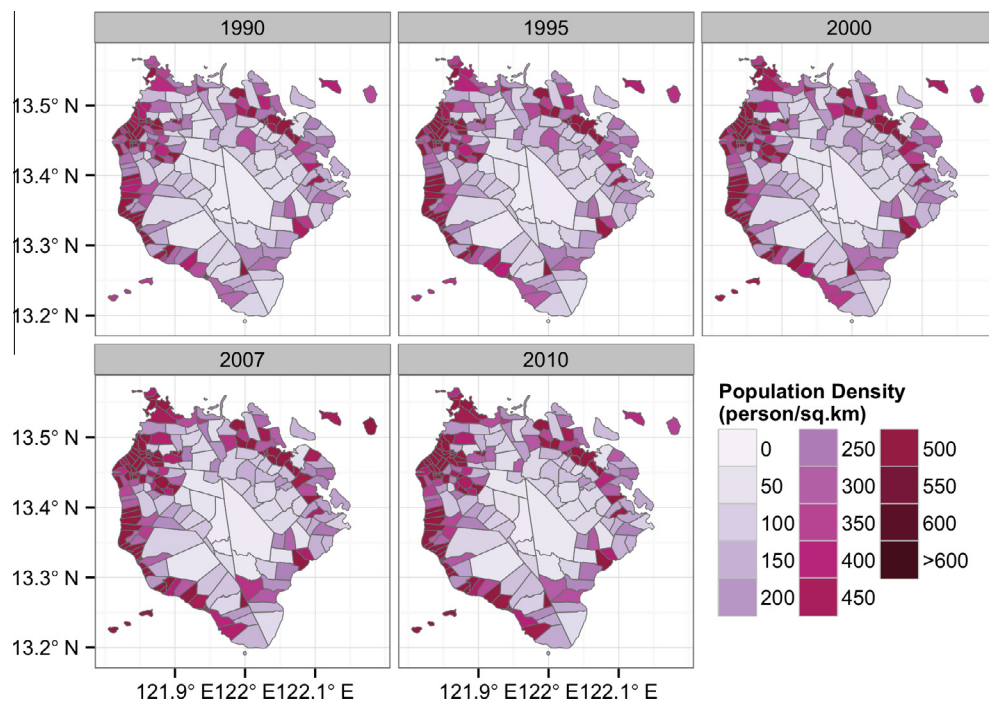 1990
1995
2000
13.5° N
13.4° N
13.3° N
13.2° N
2007
2010
13.5° N
13.4° N
13.3° N
13.2° N
121.9° E122° E122.1° E
121.9° E122° E122.1° E
Population Density
(person/sq.km)
0
50
100
150
200
250
300
350
400
450
500
550
600
>600